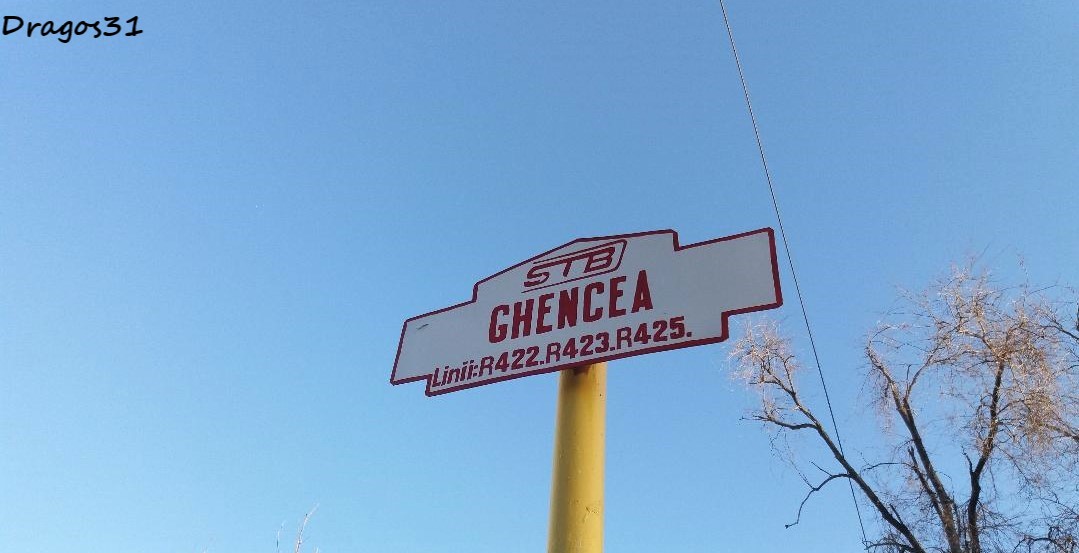 Dragos31
STB
GHENCEA
Linii:R422.R423.R425.